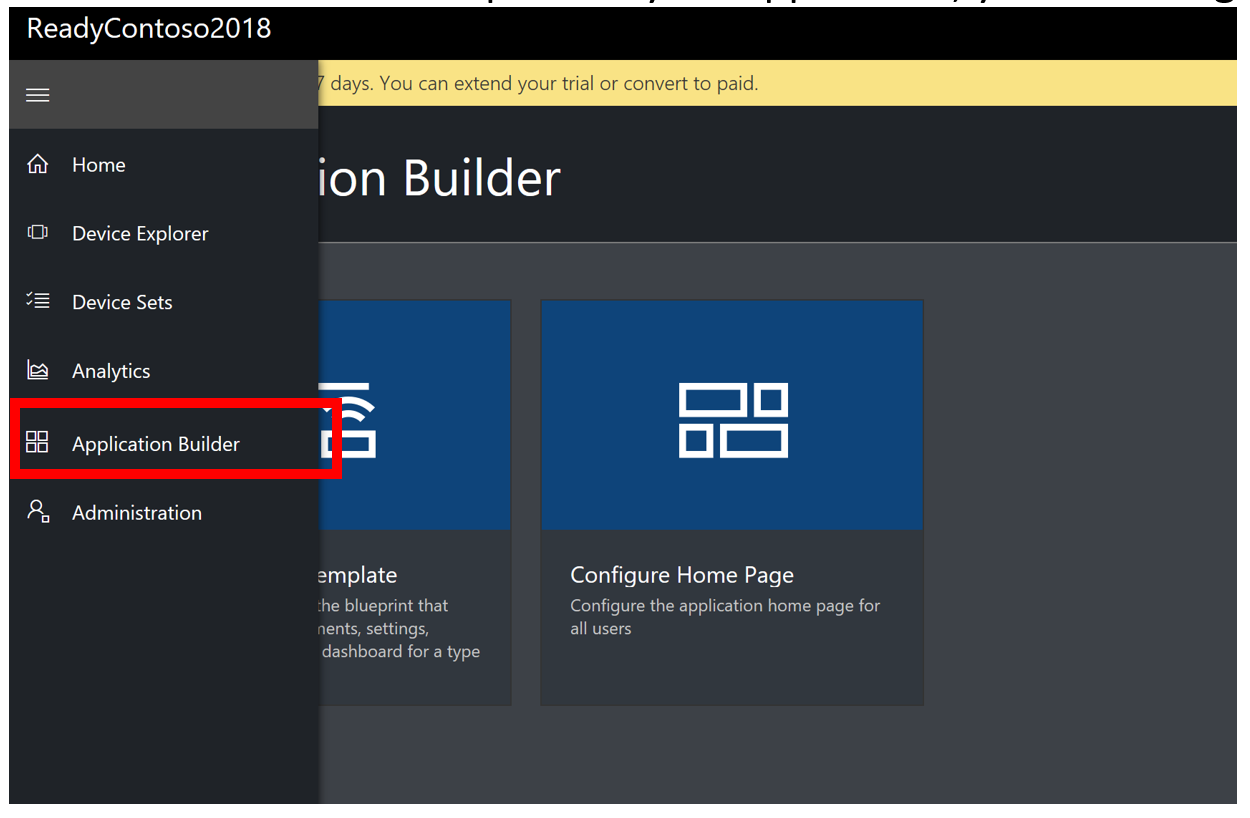 ReadyContoso2018
days. You can extend your trial or convert to paid.
Home
ion Builder
Device Explorer
Device Sets
Analytics
Application Builder
Administration
emplate
the blueprint that
ments, settings,
dashboard for a type
Configure Home Page
Configure the application home page for
all users